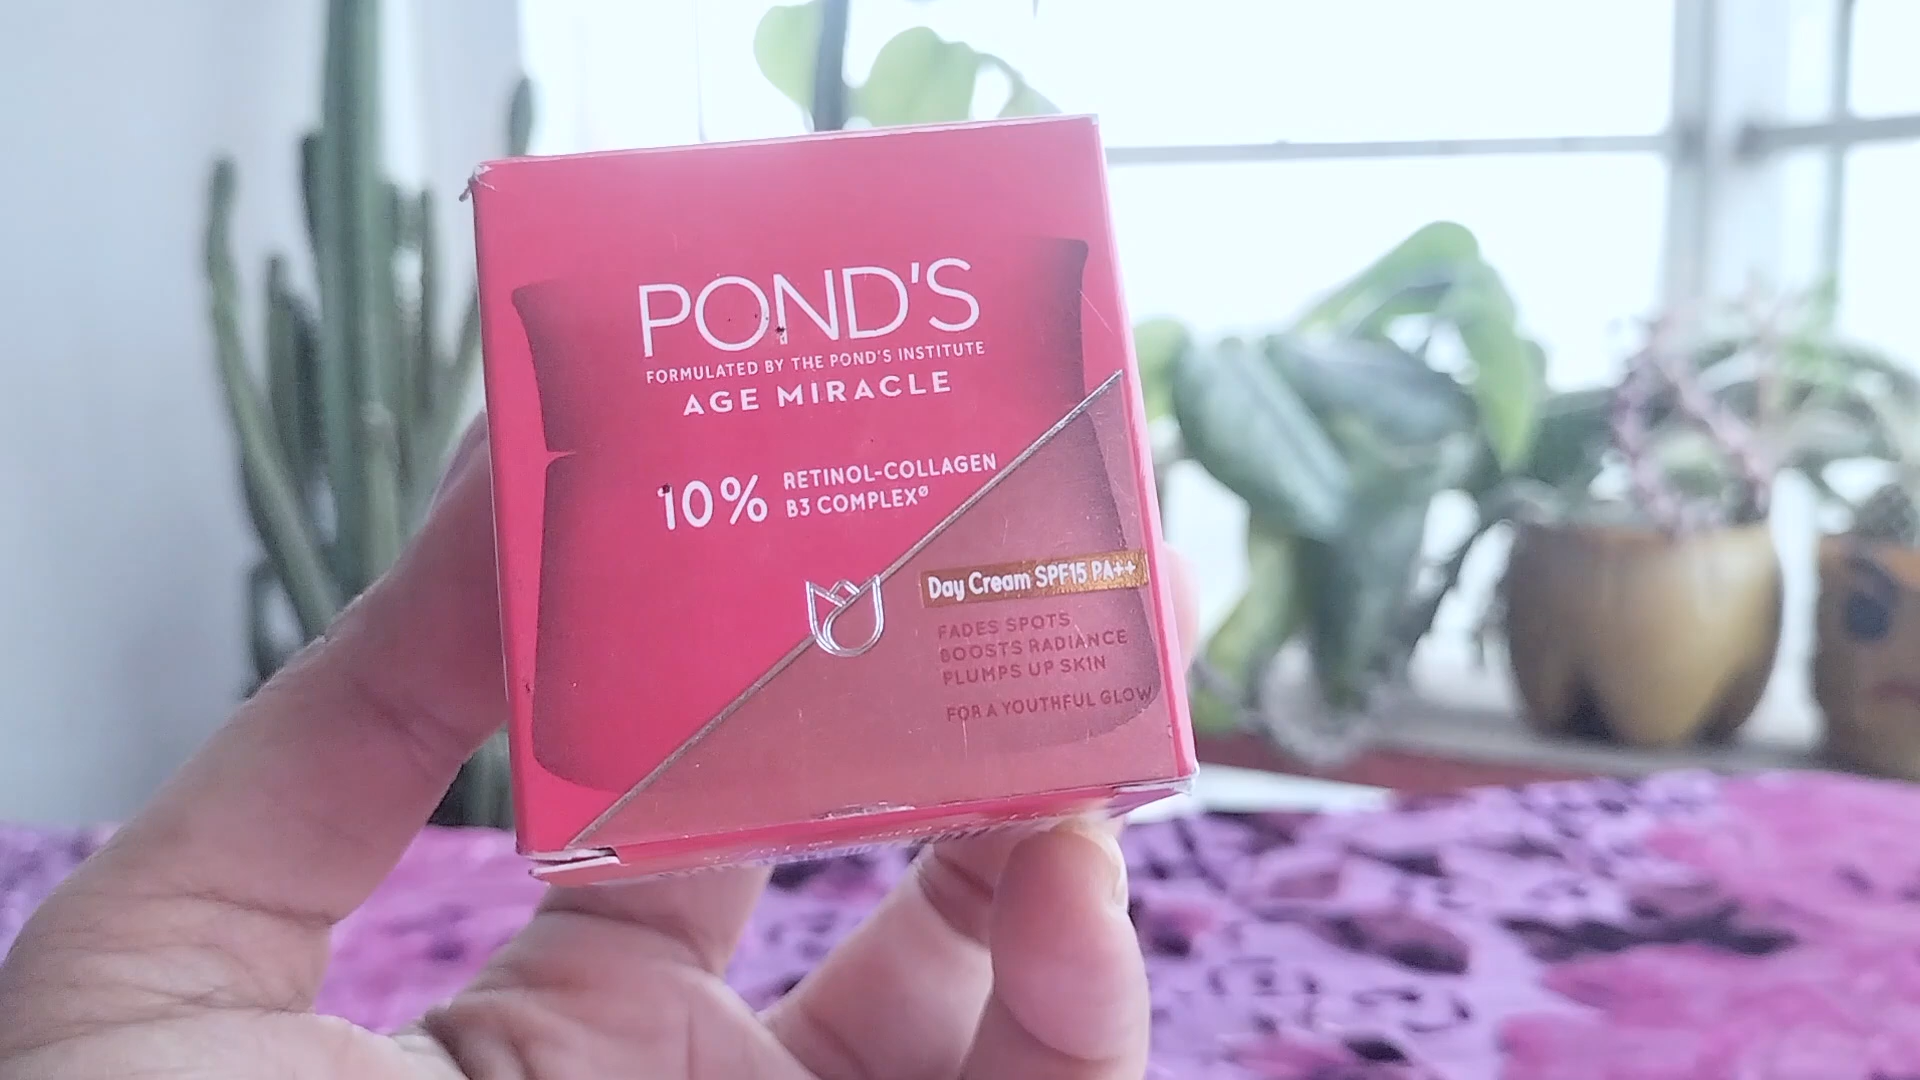 POND'S
FORMULATED BY THE POND'S INSTITUTE
AGE MIRACLE
10% RETINOL-COLLAGEN
B3 COMPLEXØ
Day Cream SPF15 PA++
FADES SPOTS
BOOSTS RADIANCE
PLUMPS UP SKIN
FOR A YOUTHFUL GLOW